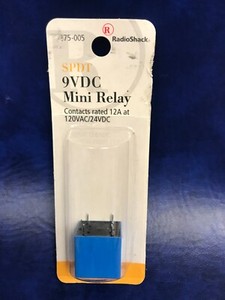 275-005
R RadioShack
SPDT
9VDC
Mini Relay
Contacts rated 12A at
120VAC/24VDC